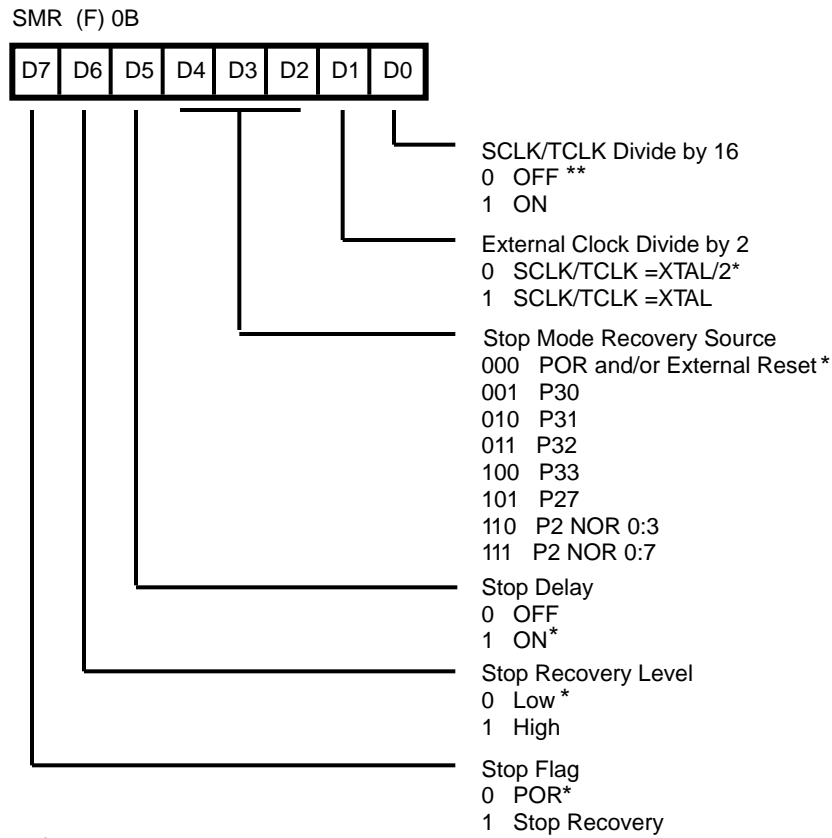 SMR (F) 0B
D7 D6 D5 D4 D3 D2 D1 D0
SCLK/TCLK Divide by 16
0 OFF **
1 ON
External Clock Divide by 2
0 SCLK/TCLK =XTAL/2*
1 SCLK/TCLK =XTAL
Stop Mode Recovery Source
000 POR and/or External Reset *
001 P30
010 P31
011 P32
100 P33
101 P27
110 P2 NOR 0:3
111 P2 NOR 0:7
Stop Delay
0 OFF
1 ON*
Stop Recovery Level
0 Low *
1 High
Stop Flag
0 POR*
1 Stop Recovery